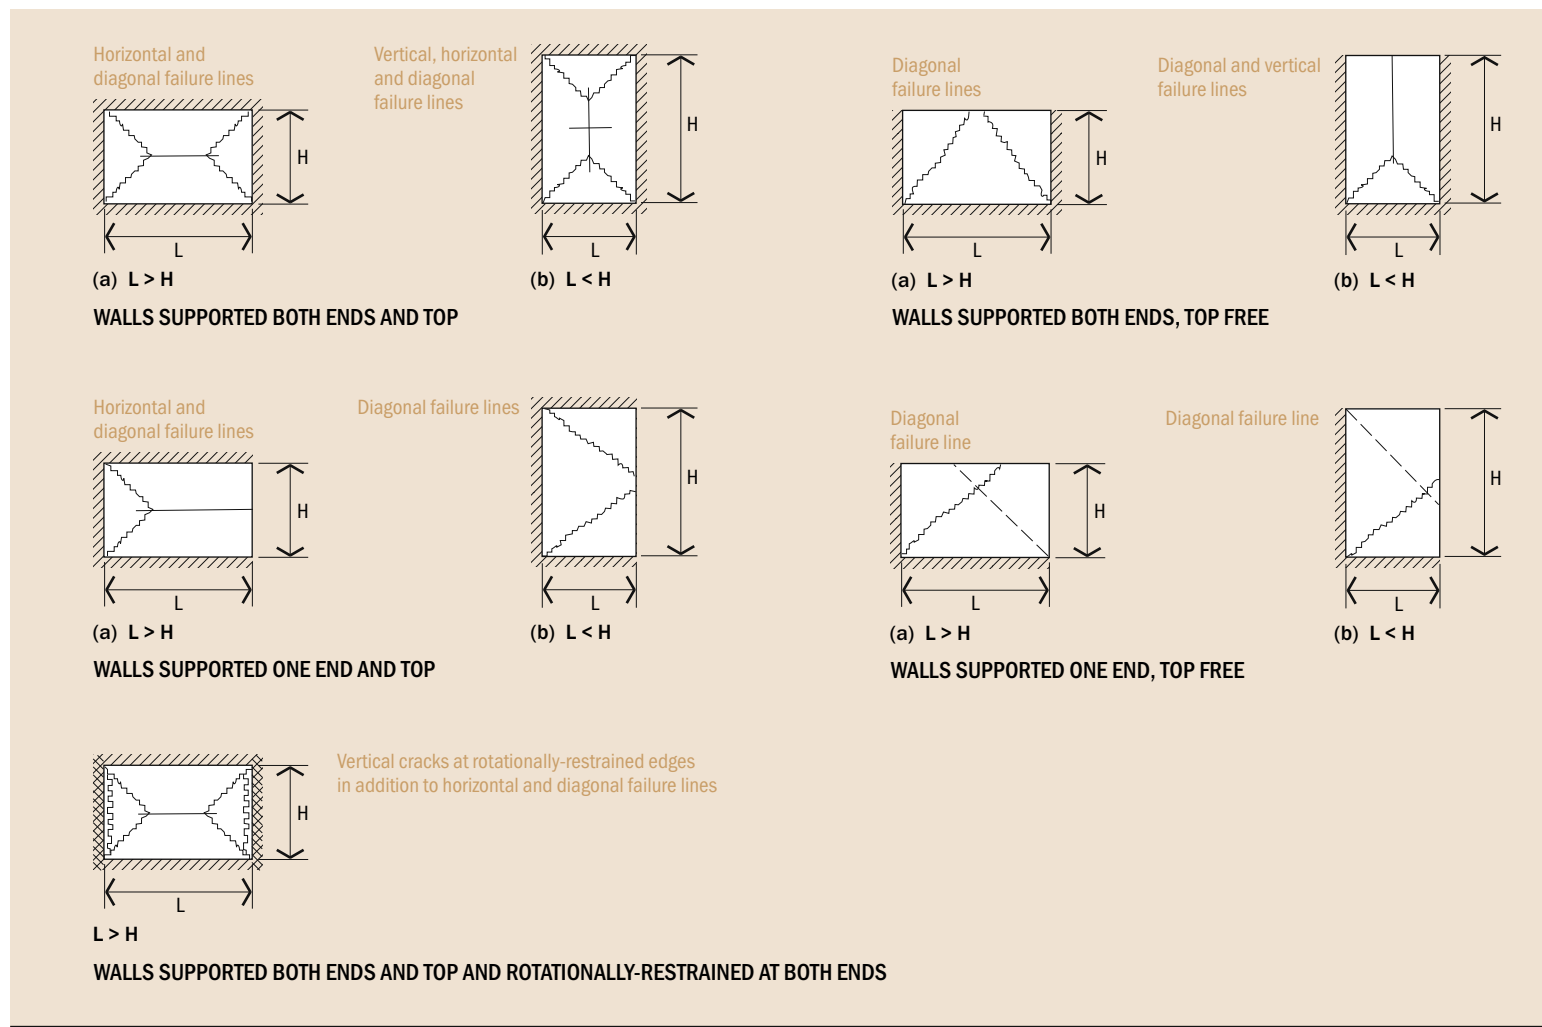 Horizontal and
diagonal failure lines
H
L
(a) L > H
Vertical, horizontal
and diagonal
failure lines
H
L
(b) L < H
WALLS SUPPORTED BOTH ENDS AND TOP
Diagonal
failure lines
H
L
(a) L > H
Diagonal and vertical
failure lines
H
L
(b) L < H
WALLS SUPPORTED BOTH ENDS, TOP FREE
Horizontal and
diagonal failure lines
H
L
(a) L > H
Diagonal failure lines
H
L
(b) L < H
WALLS SUPPORTED ONE END AND TOP
Diagonal
failure line
H
L
(a) L > H
Diagonal failure line
H
L
(b) L < H
WALLS SUPPORTED ONE END, TOP FREE
Vertical cracks at rotationally-restrained edges
in addition to horizontal and diagonal failure lines
H
L
L > H
WALLS SUPPORTED BOTH ENDS AND TOP AND ROTATIONALLY-RESTRAINED AT BOTH ENDS